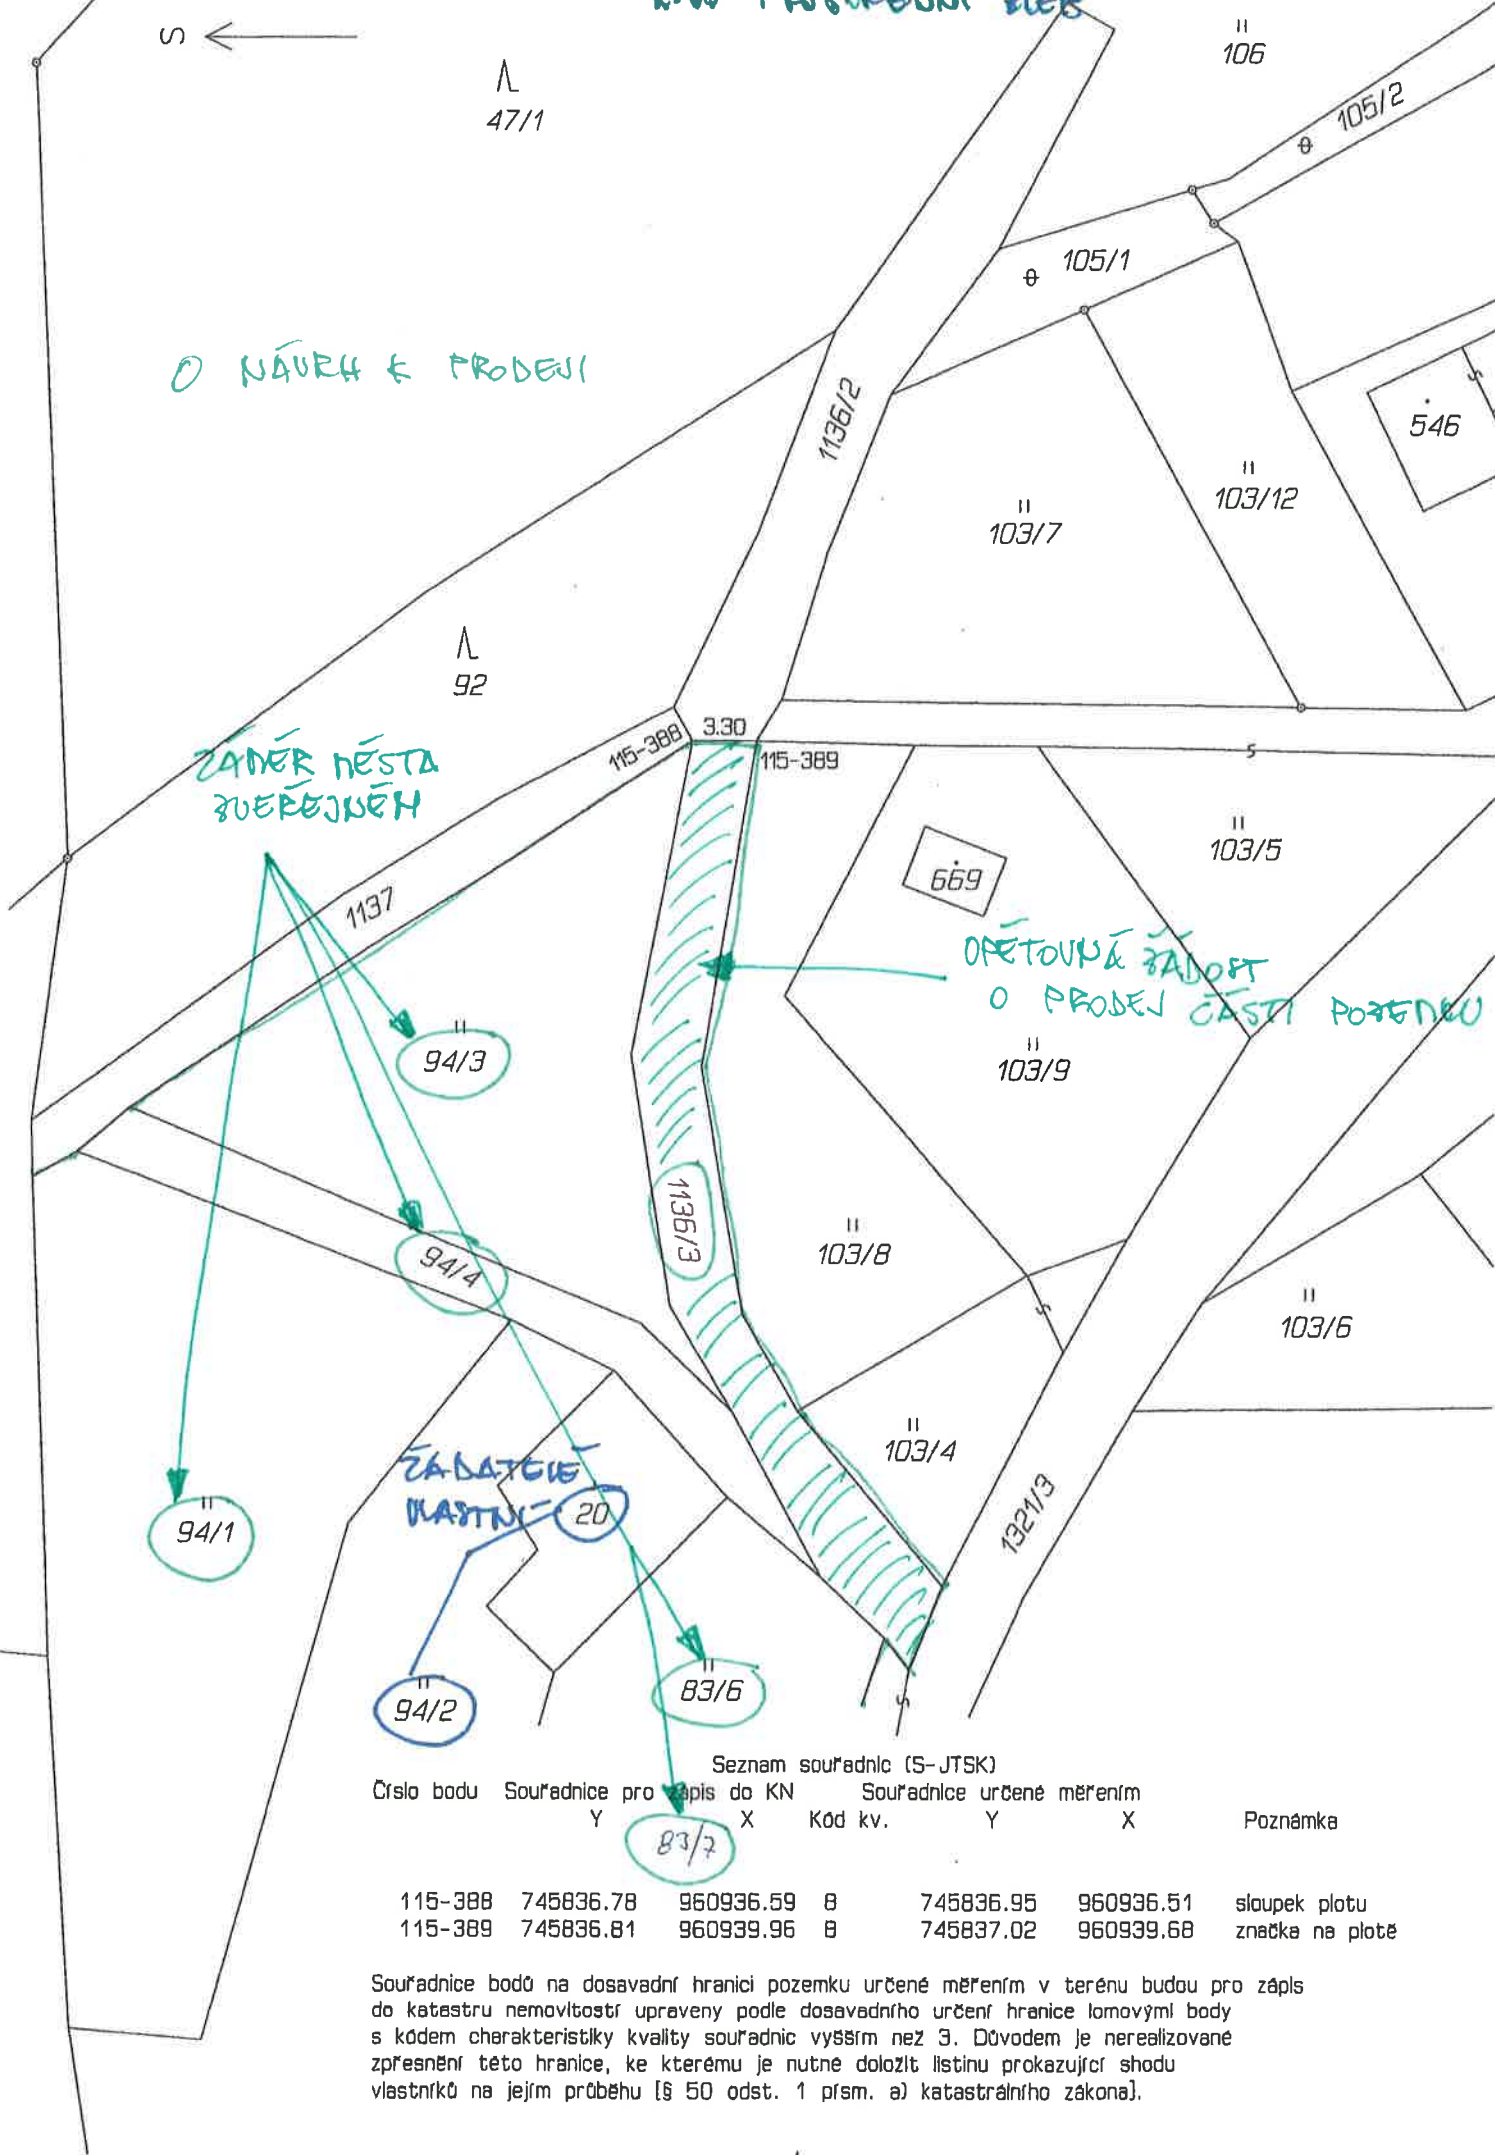 S
47/1
106
105/2
105/1
O NÁVRH K PRODEJI
1136/2
546
103/12
103/7
92
115-388
3.30
115-389
ZÁMĚR MĚSTA
ZVEŘEJNĚN
103/5
669
1137
OPĚTOVNÁ ŽÁDOST
O PRODEJ ČÁSTI POZEMKU
94/3
103/9
1136/3
103/8
94/4
103/6
103/4
ŽADATELÉ
VLASTNÍ
20
94/1
1321/3
94/2
83/6
Seznam souřadnic (S-JTSK)
Číslo bodu Souřadnice pro zápis do KN Souřadnice určené měřením
Y X Kód kv. Y X Poznámka
83/7
115-388 745836.78 960936.59 8 745836.95 960936.51 sloupek plotu
115-389 745836.81 960939.96 8 745837.02 960939.68 značka na plotě
Souřadnice bodů na dosavadní hranici pozemku určené měřením v terénu budou pro zápis
do katastru nemovitostí upraveny podle dosavadního určení hranice lomovými body
s kódem charakteristiky kvality souřadnic vyšším než 3. Důvodem je nerealizované
zpřesnění této hranice, ke kterému je nutné doložit listinu prokazující shodu
vlastníků na jejím průběhu [§ 50 odst. 1 písm. a) katastrálního zákona].